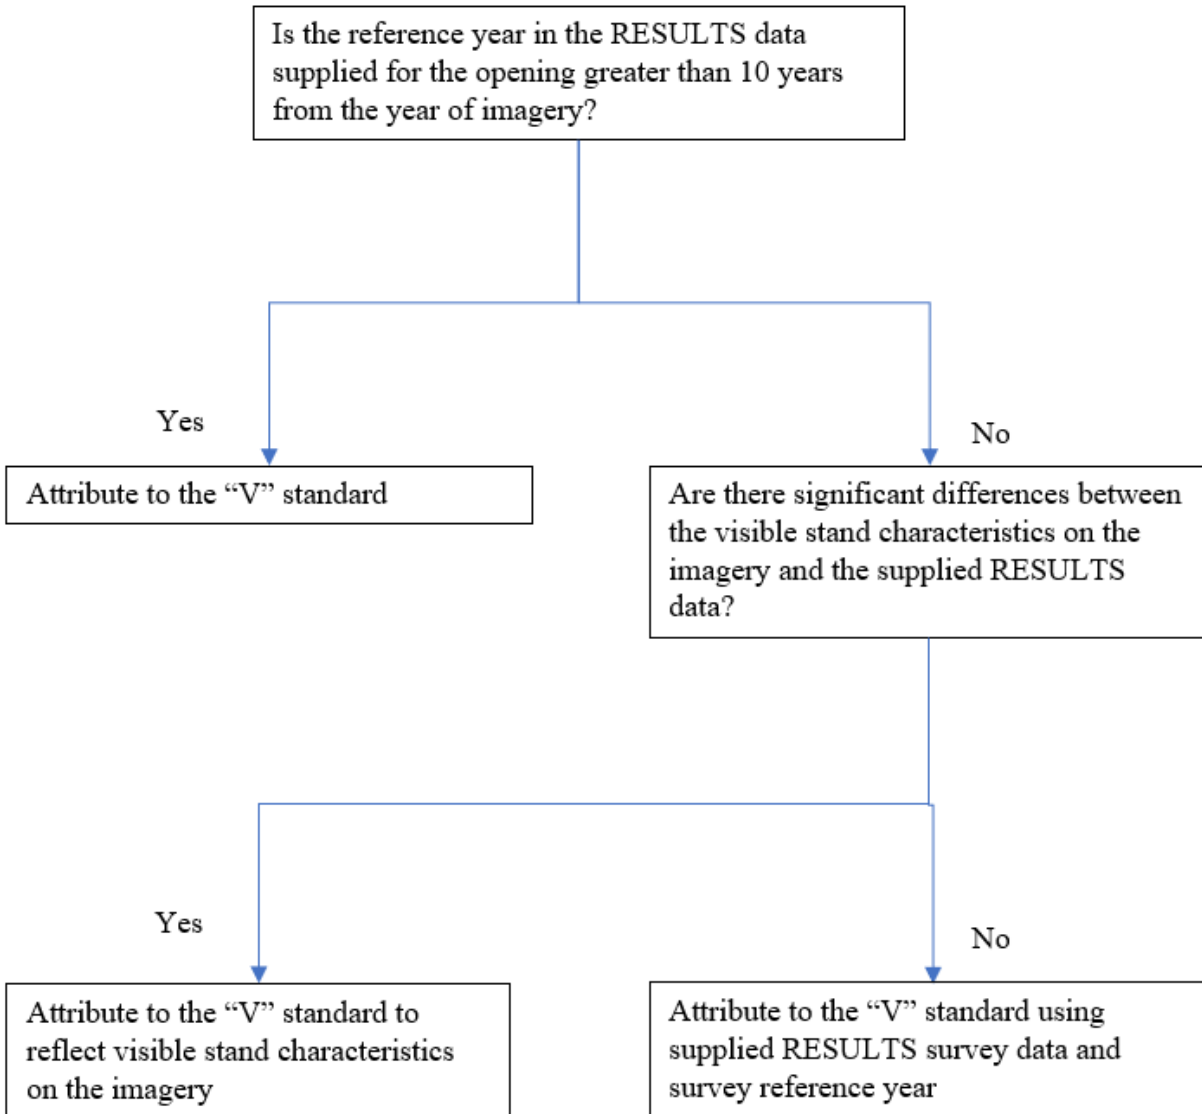 Is the reference year in the RESULTS data
supplied for the opening greater than 10 years
from the year of imagery?
Yes
No
Attribute to the “V” standard
Are there significant differences between
the visible stand characteristics on the
imagery and the supplied RESULTS
data?
Yes
No
Attribute to the “V” standard to
reflect visible stand characteristics
on the imagery
Attribute to the “V” standard using
supplied RESULTS survey data and
survey reference year